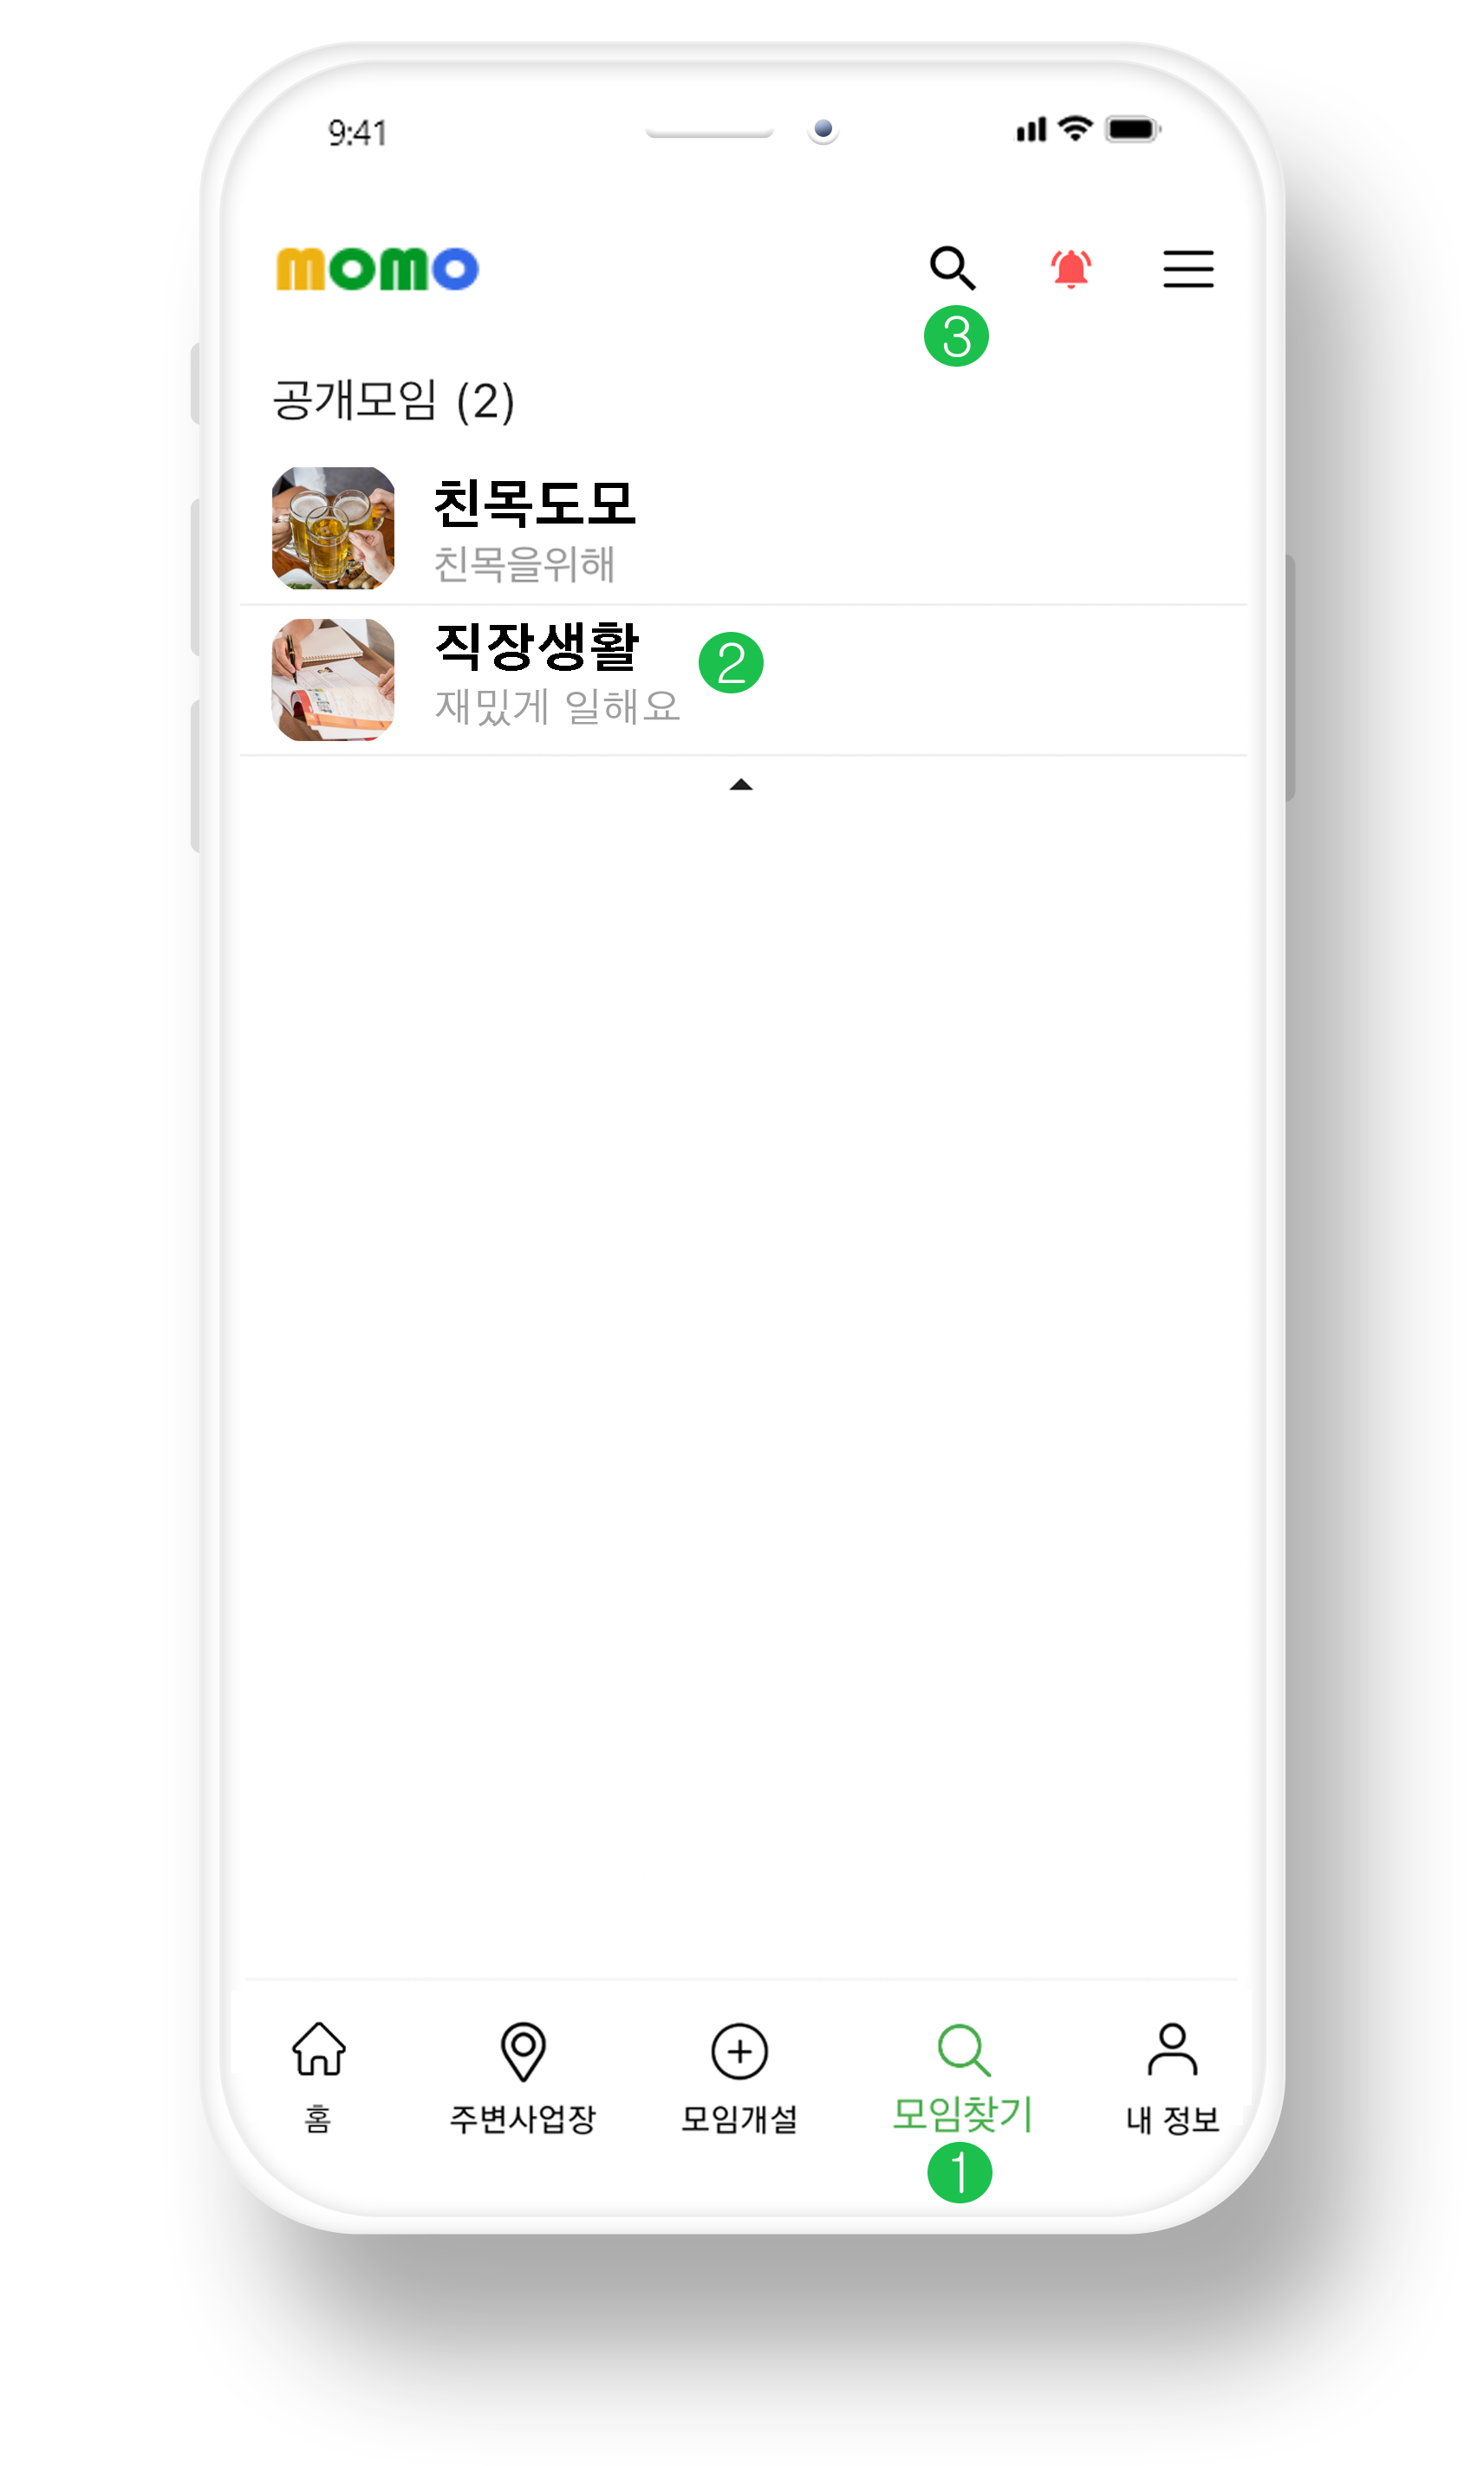 9:41
momo
3
공개모임 (2)
친목도모
친목을위해
직장생활
2
재밌게 일해요
홈
주변사업장
모임개설
모임찾기
내 정보
1